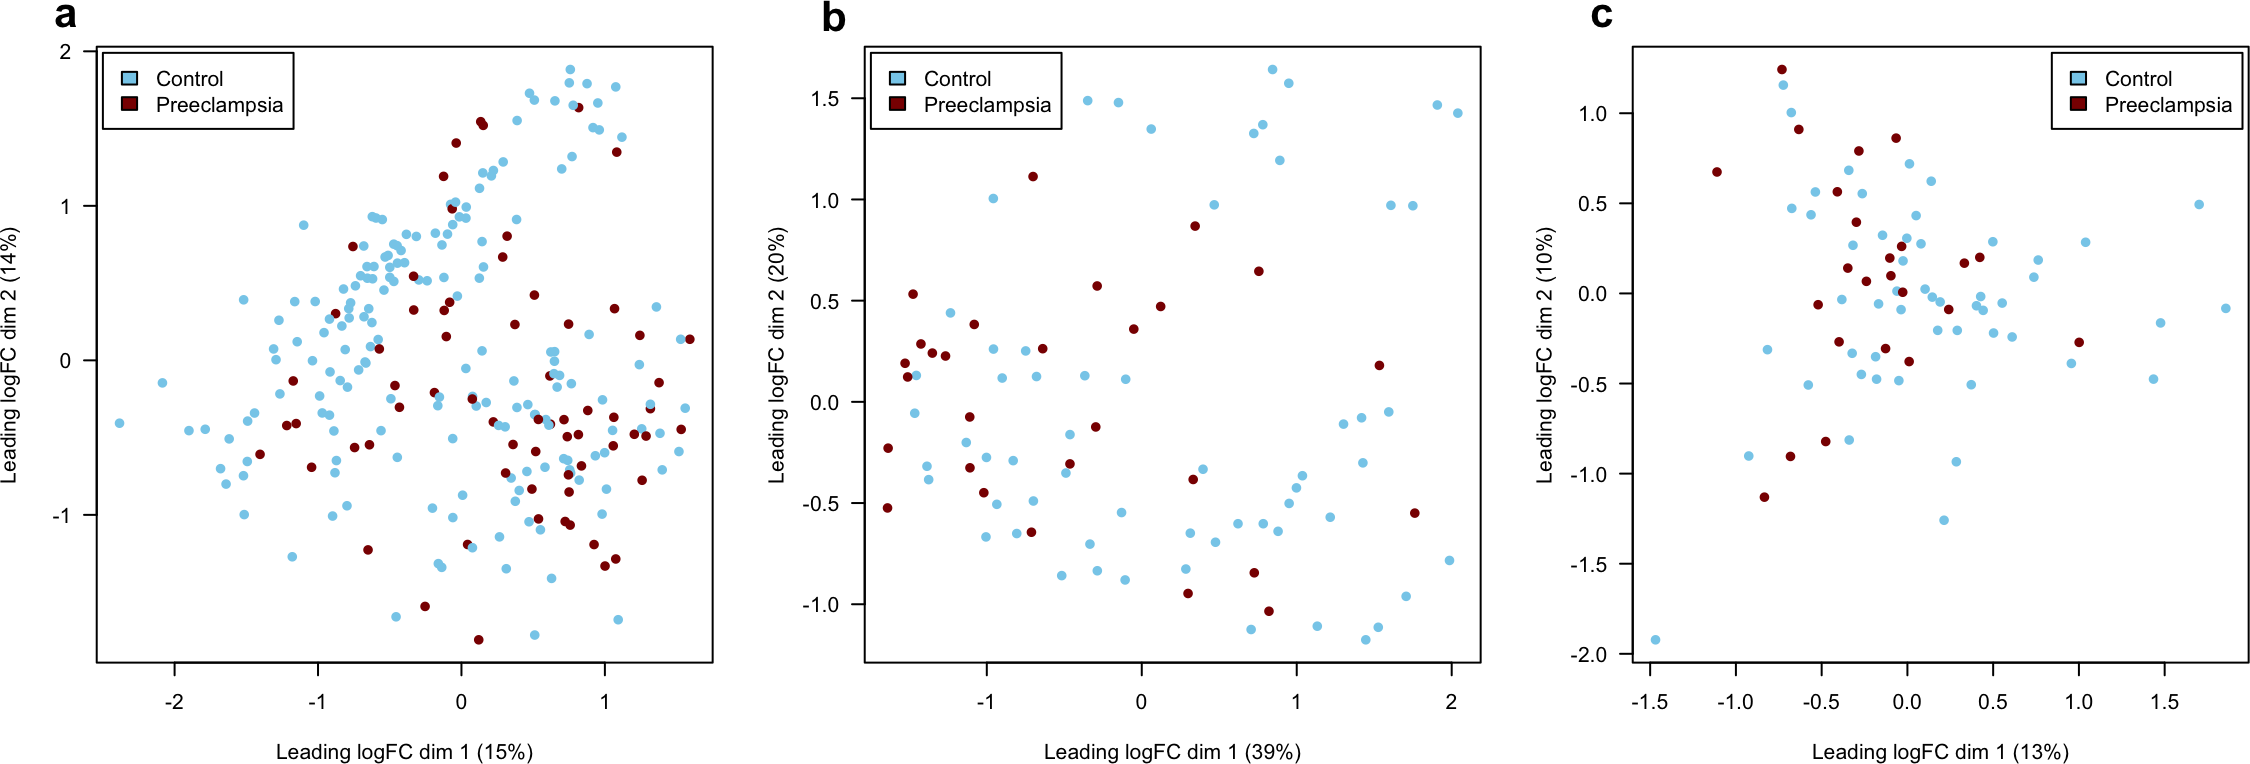 a
Control
Preeclampsia
2
1
0
-1
Leading logFC dim 2 (14%)
-2
-1
0
1
Leading logFC dim 1 (15%)
b
Control
Preeclampsia
1.5
1.0
0.5
0.0
-0.5
-1.0
Leading logFC dim 2 (20%)
-1
0
1
2
Leading logFC dim 1 (39%)
c
Control
Preeclampsia
1.0
0.5
0.0
-0.5
-1.0
-1.5
-2.0
Leading logFC dim 2 (10%)
-1.5
-1.0
-0.5
0.0
0.5
1.0
1.5
Leading logFC dim 1 (13%)